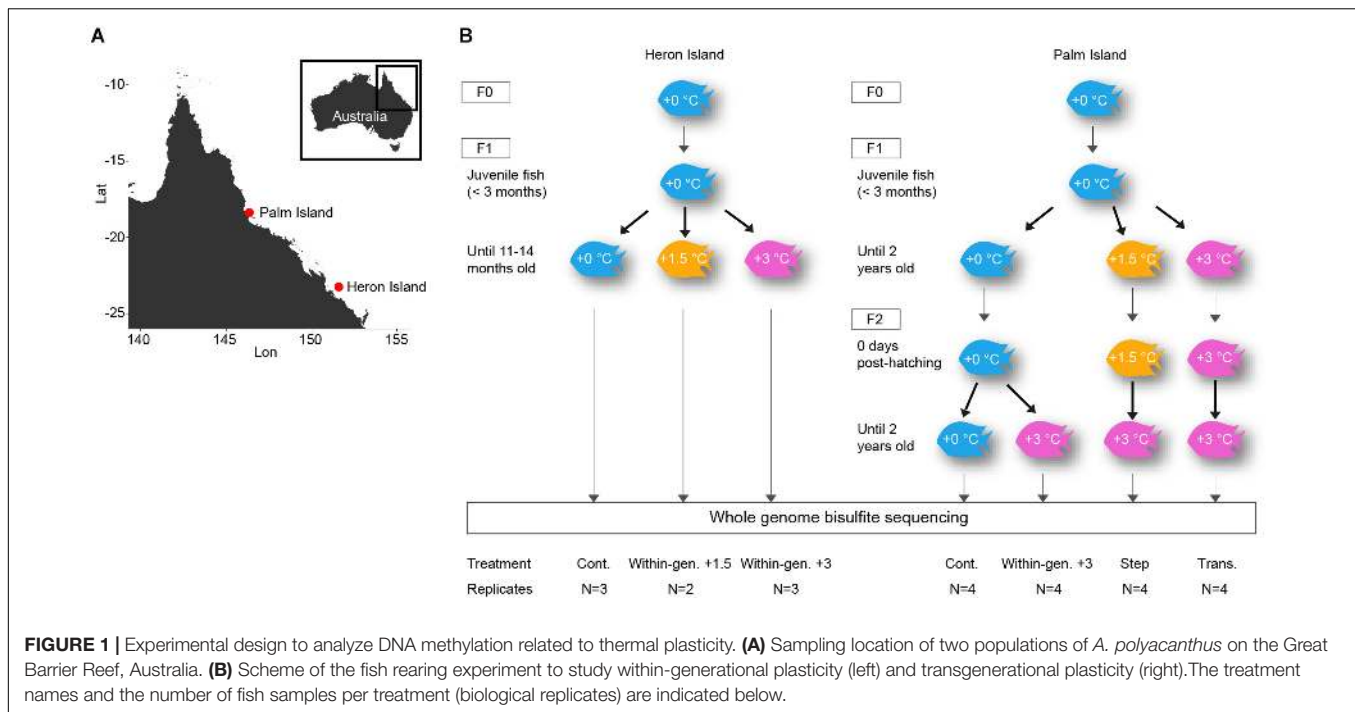 A
-10
-15
-20
-25
Lat
140
145
150
155
Lon
Australia
Palm Island
Heron Island
B
Heron Island
F0
+0 °C
F1
Juvenile fish
(< 3 months)
+0 °C
Until 11-14
months old
+0 °C
+1.5 °C
+3 °C
Palm Island
F0
+0 °C
F1
Juvenile fish
(< 3 months)
+0 °C
Until 2
years old
+0 °C
+1.5 °C
+3 °C
F2
0 days
post-hatching
+0 °C
+1.5 °C
+3 °C
Until 2
years old
+0 °C
+3 °C
+3 °C
+3 °C
Whole genome bisulfite sequencing
Treatment Cont. Within-gen. +1.5 Within-gen. +3 Cont. Within-gen. +3 Step Trans.
Replicates N=3 N=2 N=3 N=4 N=4 N=4 N=4
FIGURE 1 | Experimental design to analyze DNA methylation related to thermal plasticity. (A) Sampling location of two populations of A. polyacanthus on the Great
Barrier Reef, Australia. (B) Scheme of the fish rearing experiment to study within-generational plasticity (left) and transgenerational plasticity (right).The treatment
names and the number of fish samples per treatment (biological replicates) are indicated below.